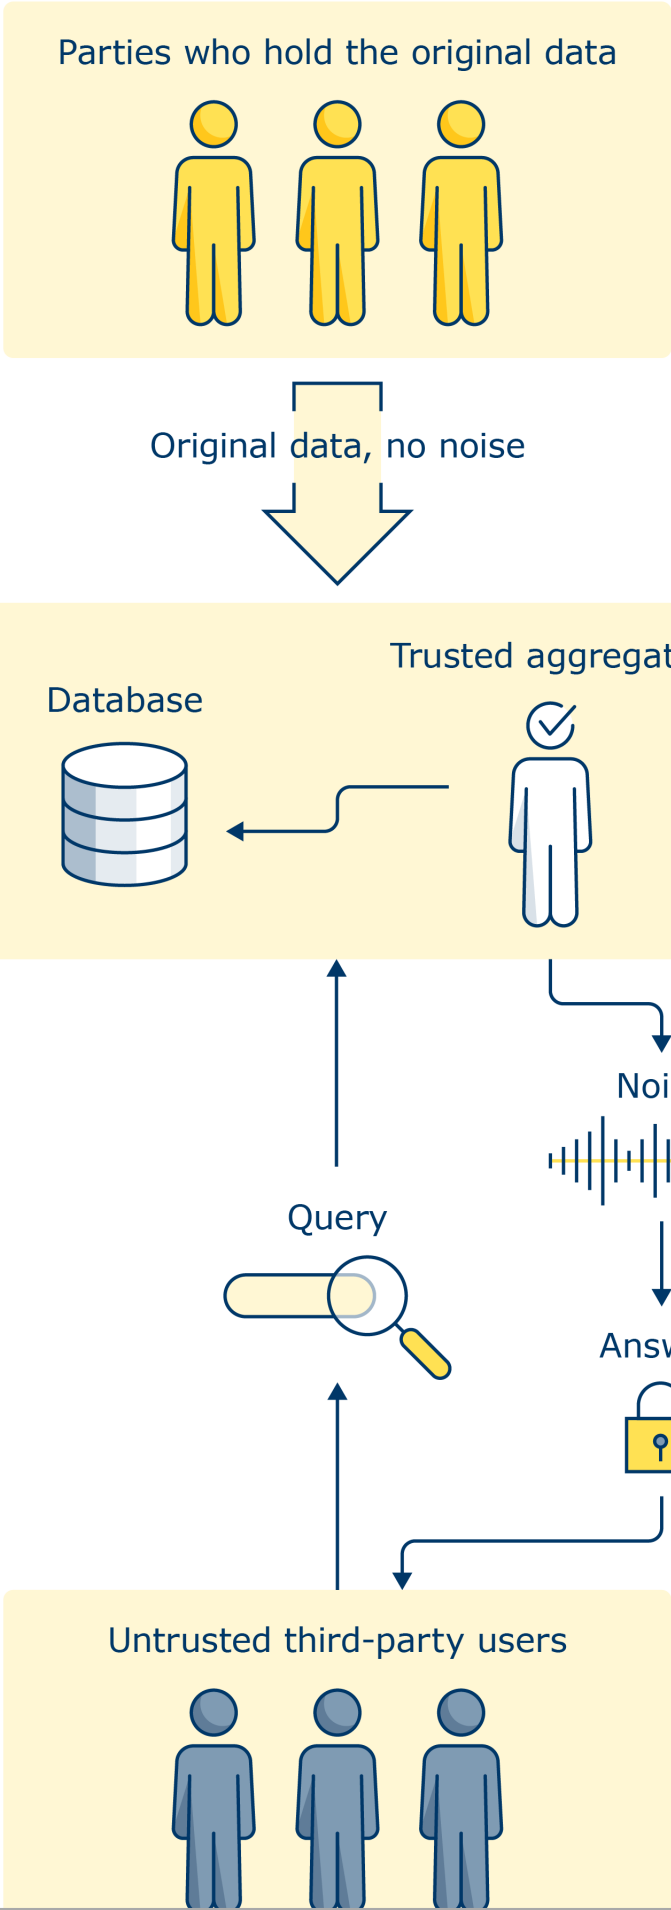 Parties who hold the original data
Original data, no noise
Trusted aggregat
Database
Noi
Query
Answ
Untrusted third-party users